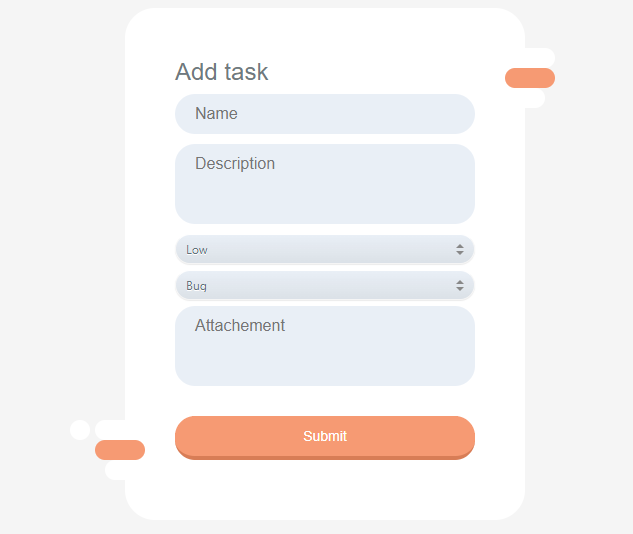 Add task
Name
Description
Low
Bug
Attachement
Submit